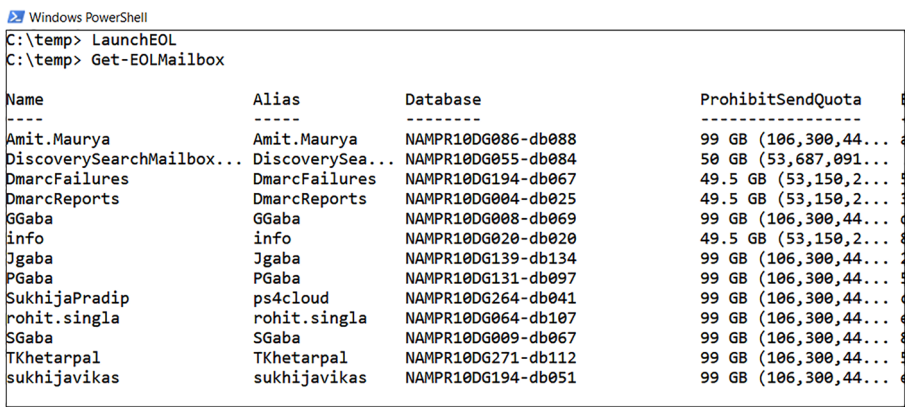 Windows PowerShell
C:\temp> LaunchEOL
C:\temp> Get-EOLMailbox
Name Alias Database ProhibitSendQuota
---- ----- -------- -----------------
Amit.Maurya Amit.Maurya NAMPR10DG086-db088 99 GB (106,300,44... a
DiscoverySearchMailbox... DiscoverySea... NAMPR10DG055-db084 50 GB (53,687,091...
DmarcFailures DmarcFailures NAMPR10DG194-db067 49.5 GB (53,150,2...
DmarcReports DmarcReports NAMPR10DG004-db025 49.5 GB (53,150,2...
GGaba GGaba NAMPR10DG008-db069 99 GB (106,300,44...
info info NAMPR10DG020-db020 49.5 GB (53,150,2...
Jgaba Jgaba NAMPR10DG139-db134 99 GB (106,300,44...
PGaba PGaba NAMPR10DG131-db097 99 GB (106,300,44...
SukhijaPradip ps4cloud NAMPR10DG264-db041 99 GB (106,300,44...
rohit.singla rohit.singla NAMPR10DG064-db107 99 GB (106,300,44...
SGaba SGaba NAMPR10DG009-db067 99 GB (106,300,44...
TKhetarpal TKhetarpal NAMPR10DG271-db112 99 GB (106,300,44...
sukhijavikas sukhijavikas NAMPR10DG194-db051 99 GB (106,300,44...